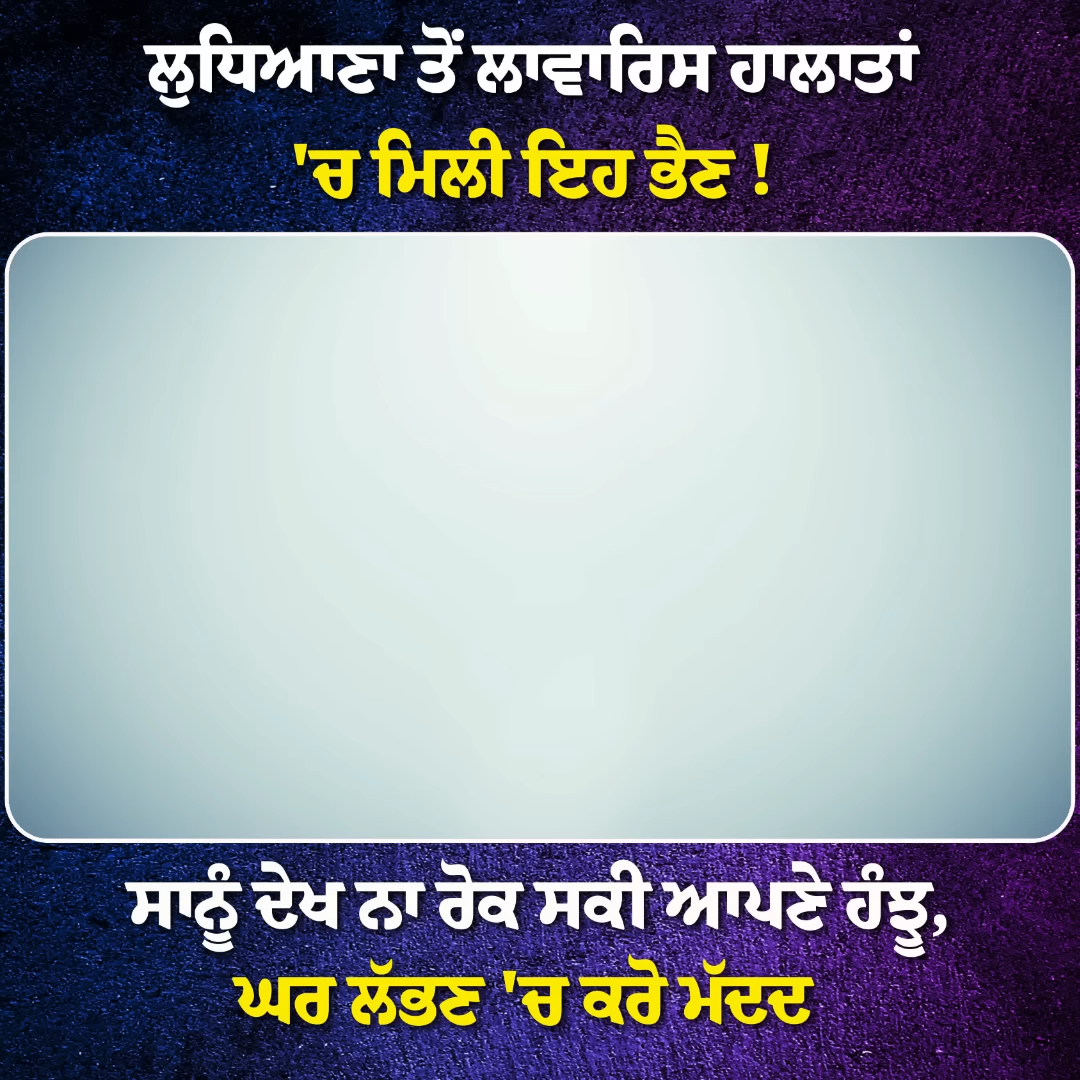 ਲੁਧਿਆਣਾ ਤੋਂ ਲਾਵਾਰਿਸ ਹਾਲਾਤਾਂ
'ਚ ਮਿਲੀ ਇਹ ਭੈਣ !
ਸਾਨੂੰ ਦੇਖ ਨਾ ਰੋਕ ਸਕੀ ਆਪਣੇ ਹੰਝੂ,
ਘਰ ਲੱਭਣ 'ਚ ਕਰੋ ਮੱਦਦ